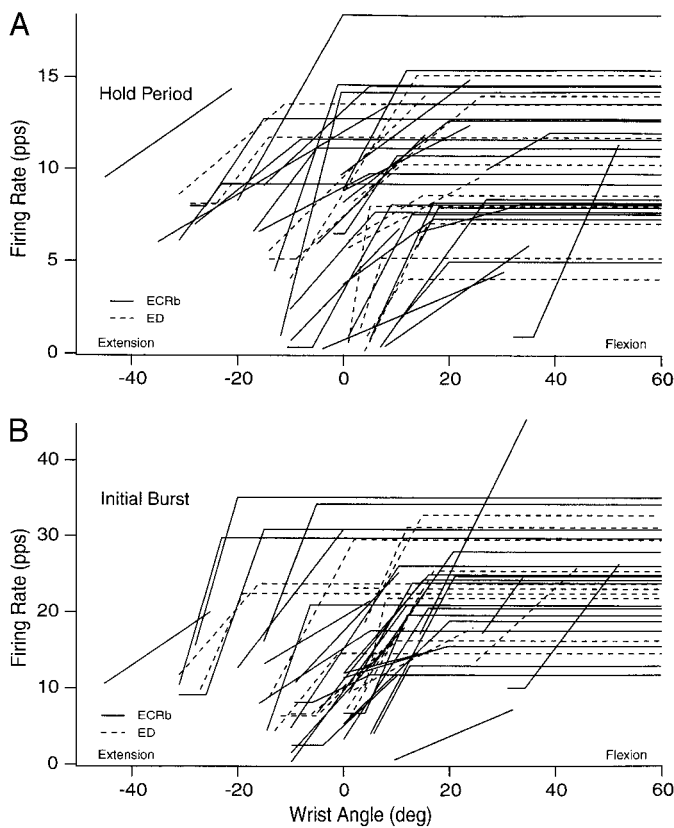 A
Firing Rate (pps)
15
10
5
0
Hold Period
ECRb
ED
Extension
Flexion
-40
-20
0
20
40
60
B
Firing Rate (pps)
40
30
20
10
0
Initial Burst
ECRb
ED
Extension
Flexion
-40
-20
0
20
40
60
Wrist Angle (deg)